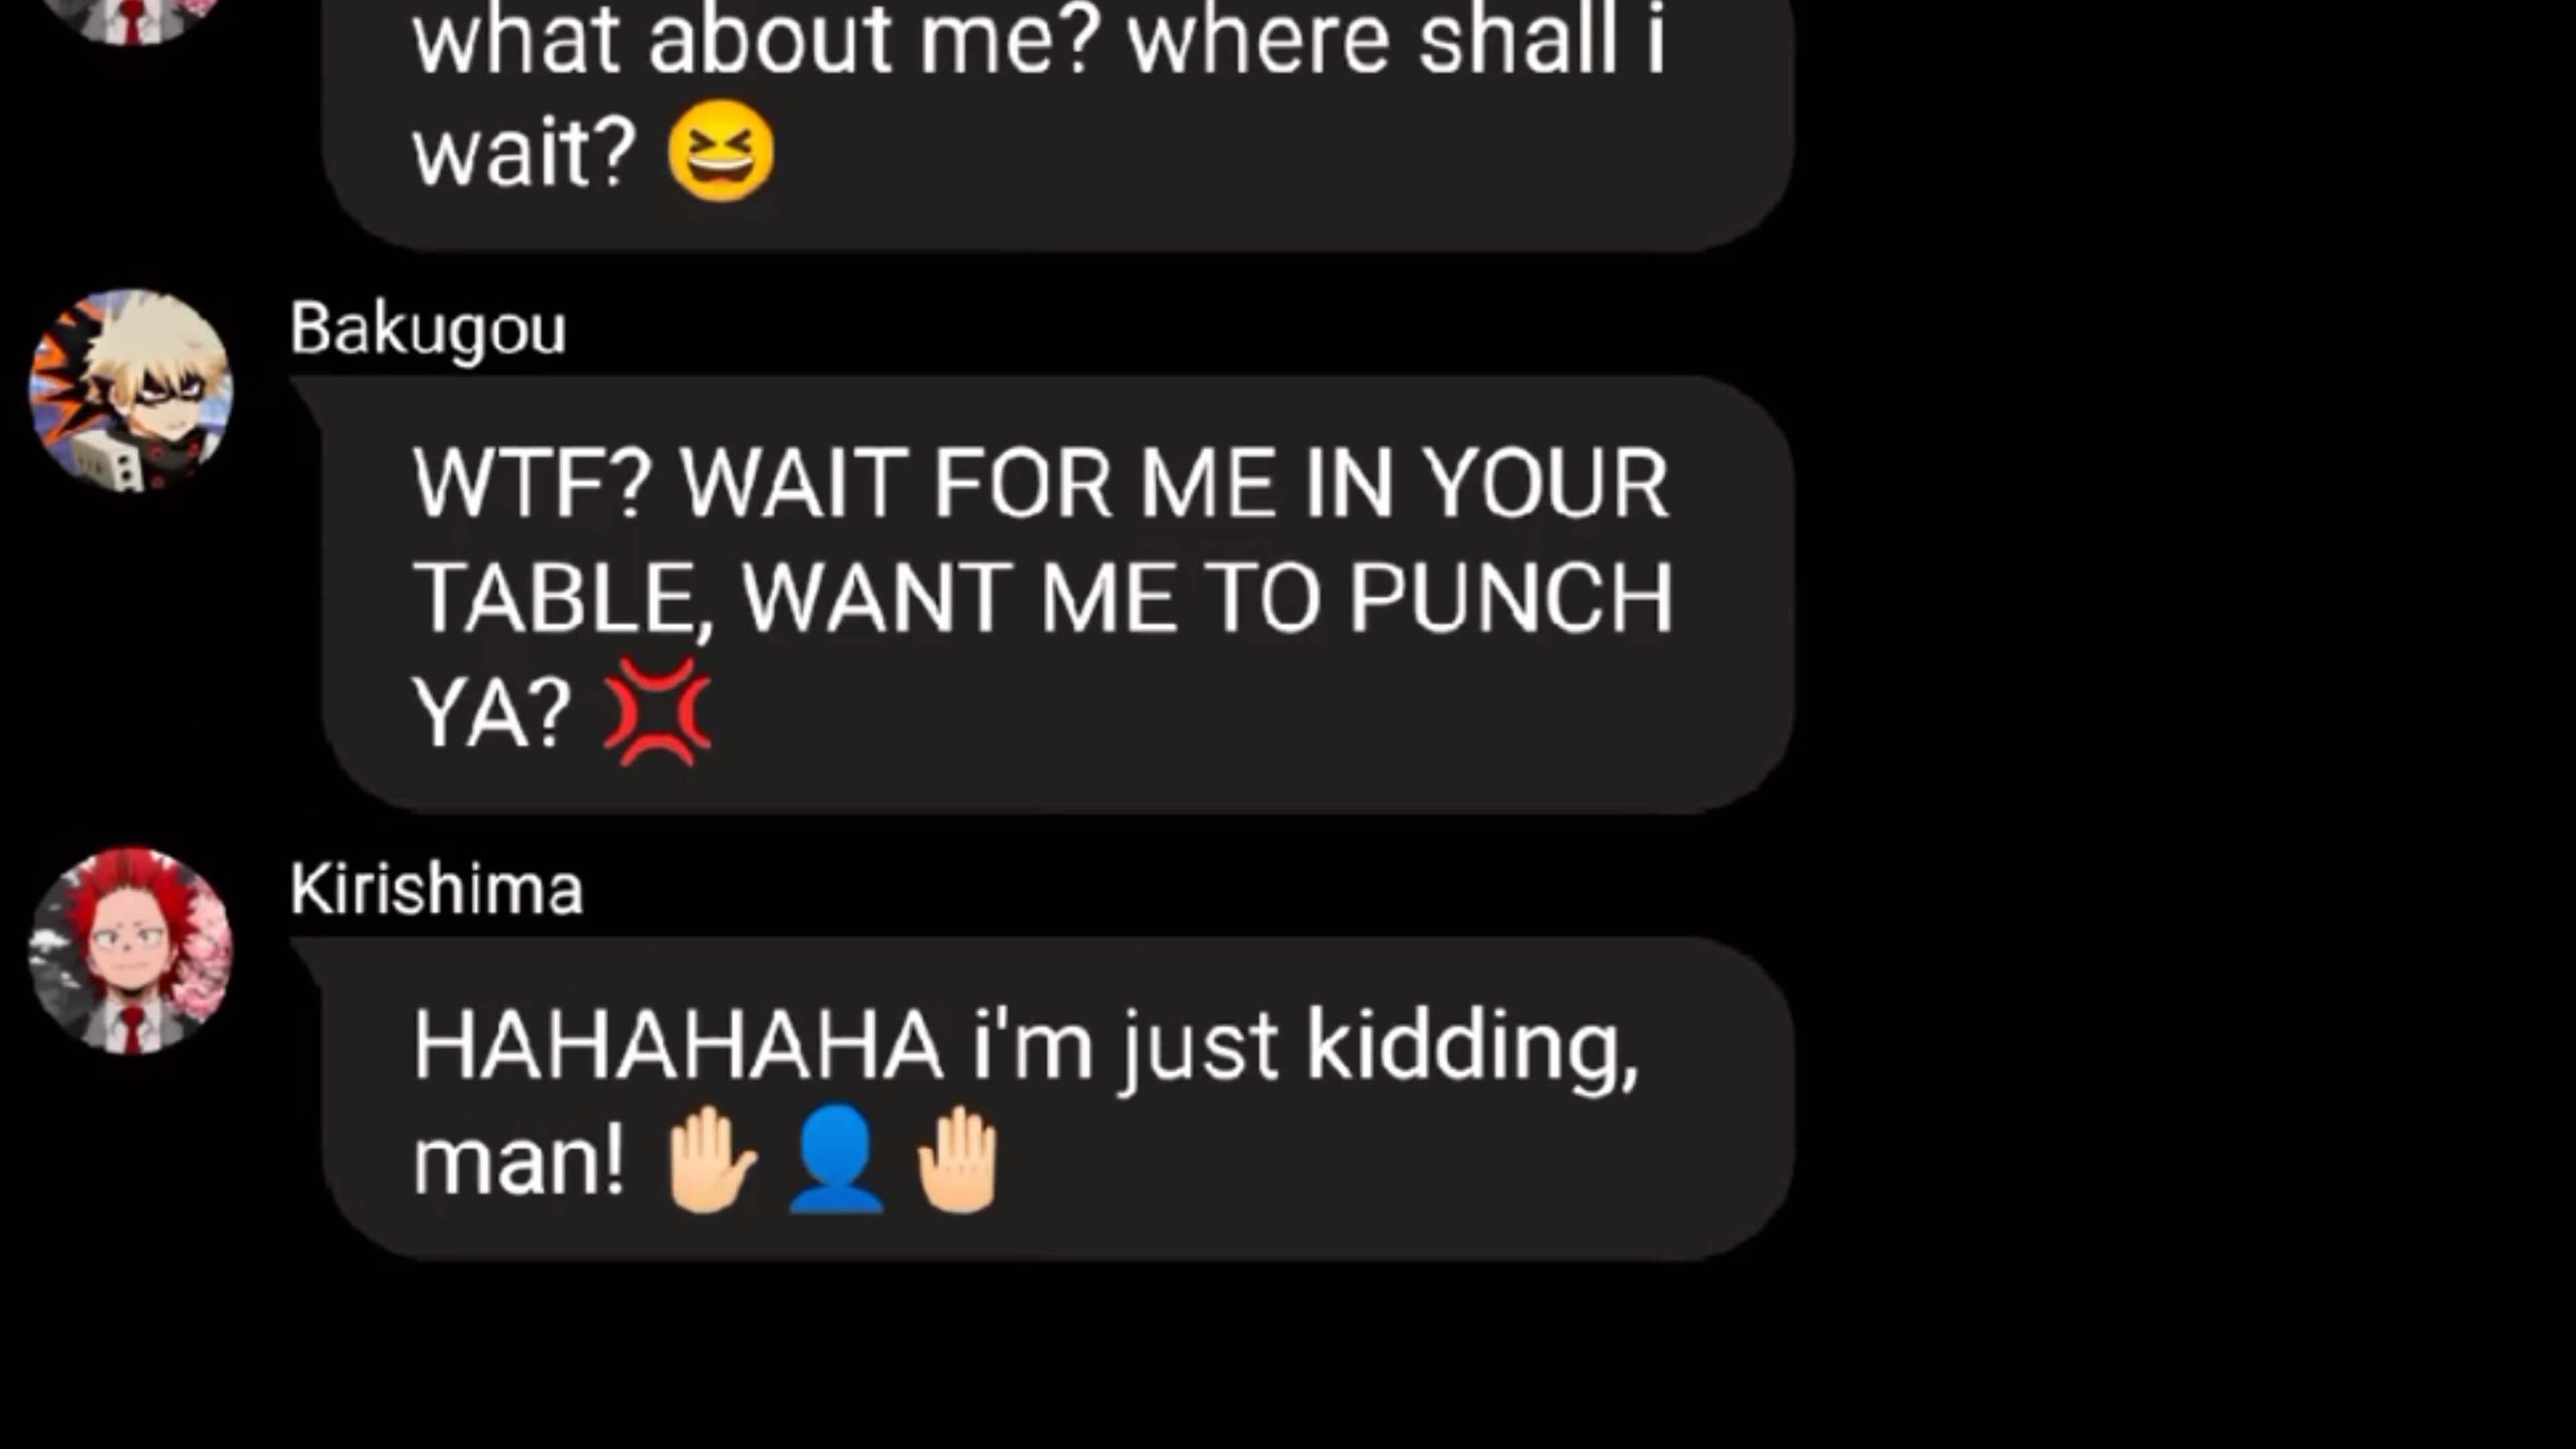 what about me? where shall i
wait? 😆
Bakugou
WTF? WAIT FOR ME IN YOUR
TABLE, WANT ME TO PUNCH
YA? 💢
Kirishima
HAHAHAHA i'm just kidding,
man! 🤚🏻👤✋🏻